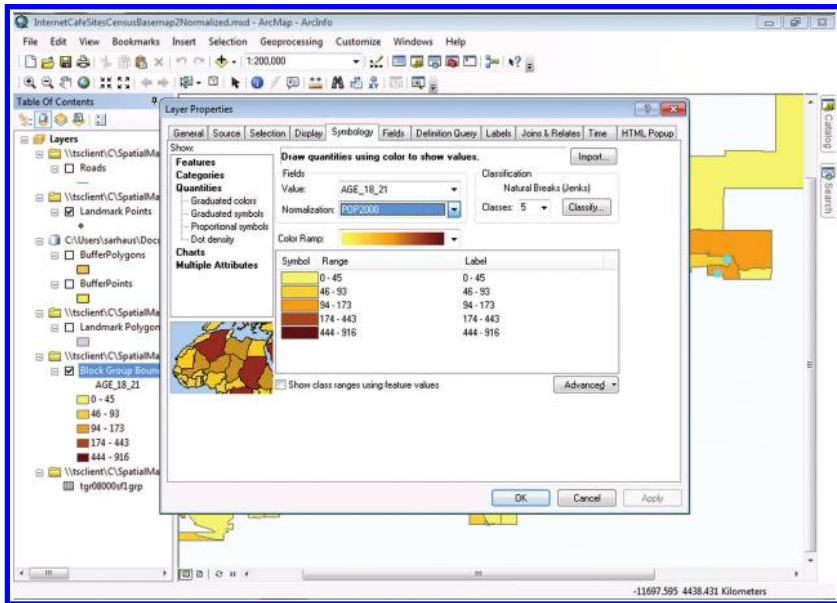 InternetCafeSitesCensusBasemap2Normalized.mxd - ArcMap - ArcInfo
File Edit View Bookmarks Insert Selection Geoprocessing Customize Windows Help
1:200,000
Table Of Contents
Layers
\\tsclient\C\SpatialMa
Roads
\\tsclient\C\SpatialMa
Landmark Points
C:\Users\sarhaus\Docu
BufferPolygons
BufferPoints
\\tsclient\C\SpatialMa
Landmark Polygon
\\tsclient\C\SpatialMa
Block Group Boun
AGE_18_21
0 - 45
46 - 93
94 - 173
174 - 443
444 - 916
\\tsclient\C\SpatialMa
tgr08000sf1grp
Layer Properties
General Source Selection Display Symbology Fields Definition Query Labels Joins & Relates Time HTML Popup
Show:
Features
Categories
Quantities
Graduated colors
Graduated symbols
Proportional symbols
Dot density
Charts
Multiple Attributes
Draw quantities using color to show values.
Import...
Fields
Value: AGE_18_21
Normalization: POP2000
Classification
Natural Breaks (Jenks)
Classes: 5 Classify...
Color Ramp:
Symbol Range Label
0 - 45 0 - 45
46 - 93 46 - 93
94 - 173 94 - 173
174 - 443 174 - 443
444 - 916 444 - 916
Show class ranges using feature values
Advanced
OK Cancel Apply
Catalog
Search
-11697.595 4438.431 Kilometers